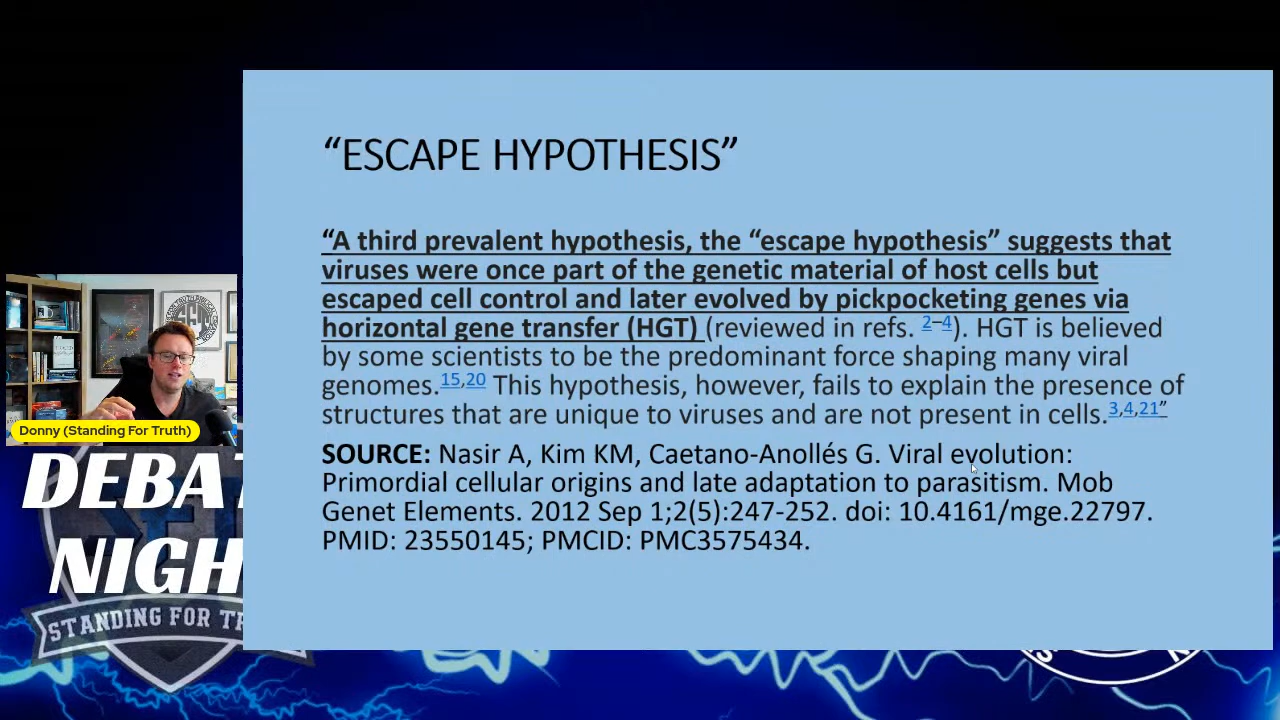 “ESCAPE HYPOTHESIS”
“A third prevalent hypothesis, the “escape hypothesis” suggests that
viruses were once part of the genetic material of host cells but
escaped cell control and later evolved by pickpocketing genes via
horizontal gene transfer (HGT) (reviewed in refs. 2–4). HGT is believed
by some scientists to be the predominant force shaping many viral
genomes.15,20 This hypothesis, however, fails to explain the presence of
structures that are unique to viruses and are not present in cells.3,4,21”
SOURCE: Nasir A, Kim KM, Caetano-Anollés G. Viral evolution:
Primordial cellular origins and late adaptation to parasitism. Mob
Genet Elements. 2012 Sep 1;2(5):247-252. doi: 10.4161/mge.22797.
PMID: 23550145; PMCID: PMC3575434.
Donny (Standing For Truth)
DEBA
NIGH
STANDING FOR TR